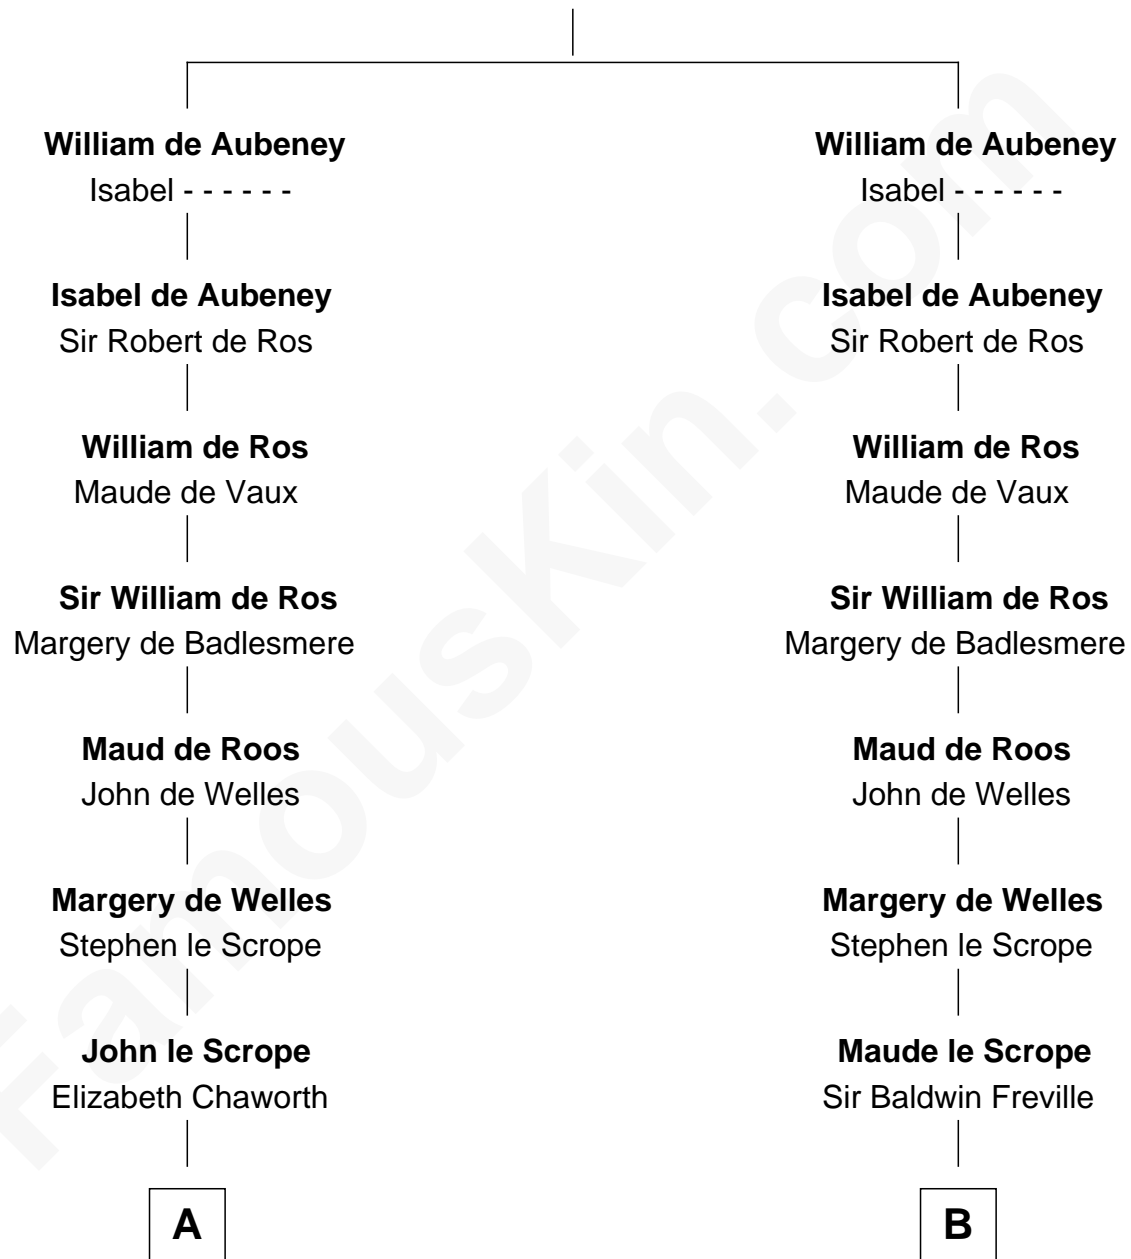 William de Aubeney
Isabel - - - - - -
Isabel de Aubeney
Sir Robert de Ros
William de Ros
Maude de Vaux
Sir William de Ros
Margery de Badlesmere
Maud de Roos
John de Welles
Margery de Welles
Stephen le Scrope
John le Scrope
Elizabeth Chaworth
A
William de Aubeney
Isabel - - - - - -
Isabel de Aubeney
Sir Robert de Ros
William de Ros
Maude de Vaux
Sir William de Ros
Margery de Badlesmere
Maud de Roos
John de Welles
Margery de Welles
Stephen le Scrope
Maude le Scrope
Sir Baldwin Freville
B
FamousKin.com